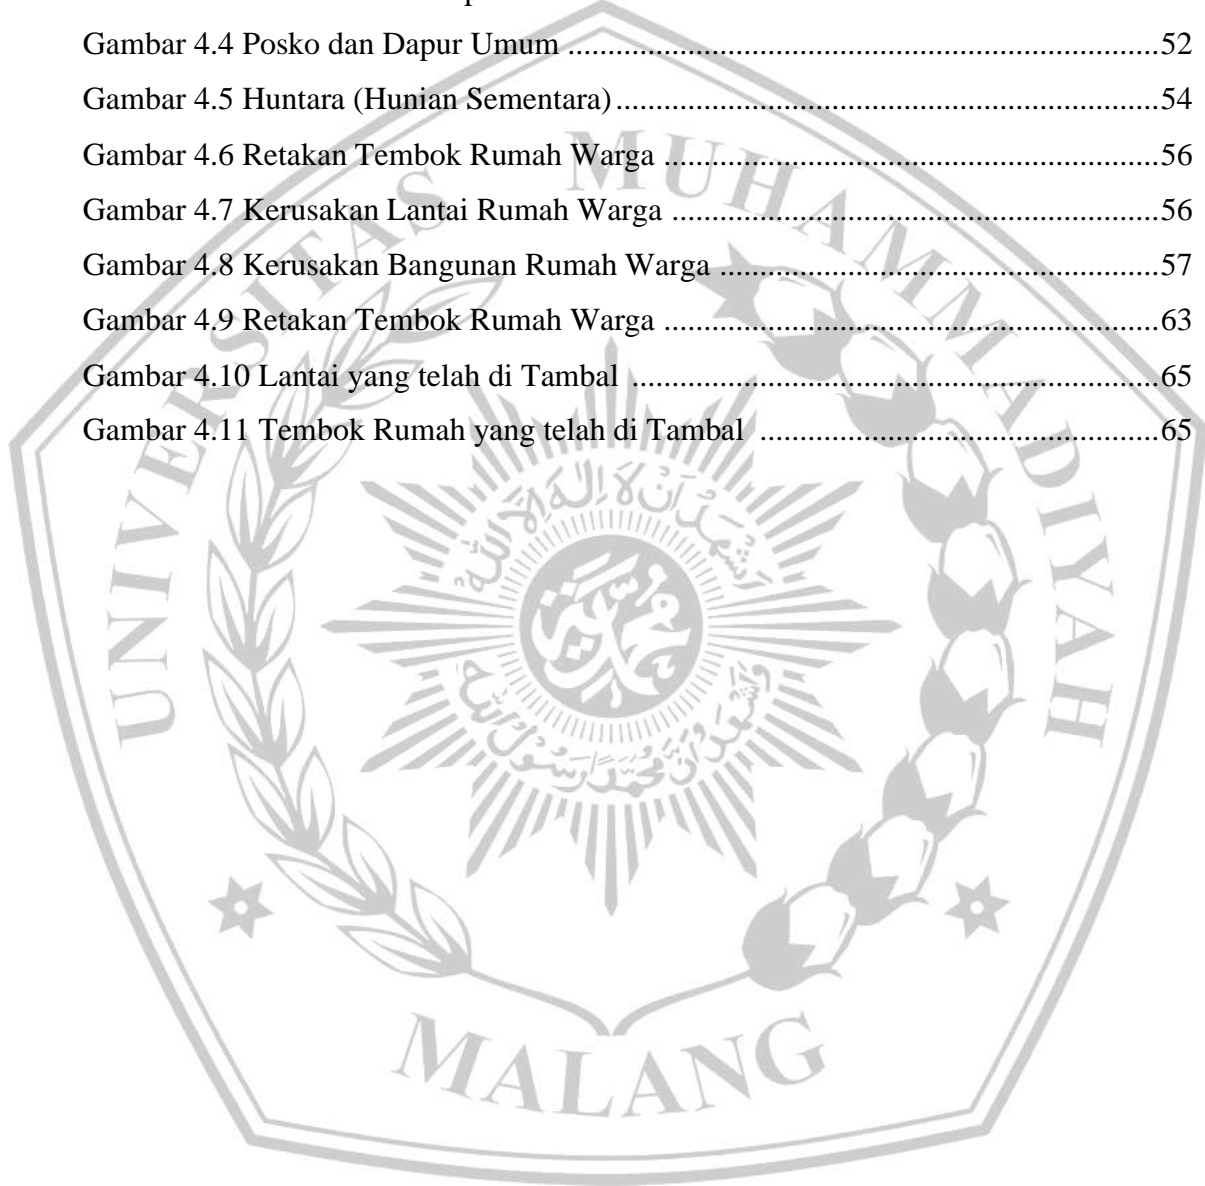 Gambar 4.4 Posko dan Dapur Umum ..........................................................................52
Gambar 4.5 Huntara (Hunian Sementara)....................................................................54
Gambar 4.6 Retakan Tembok Rumah Warga ..............................................................56
Gambar 4.7 Kerusakan Lantai Rumah Warga .............................................................56
Gambar 4.8 Kerusakan Bangunan Rumah Warga .......................................................57
Gambar 4.9 Retakan Tembok Rumah Warga ..............................................................63
Gambar 4.10 Lantai yang telah di Tambal ..................................................................65
Gambar 4.11 Tembok Rumah yang telah di Tambal ..................................................65
UNIVERSITAS MUHAMMADIYAH
MALANG